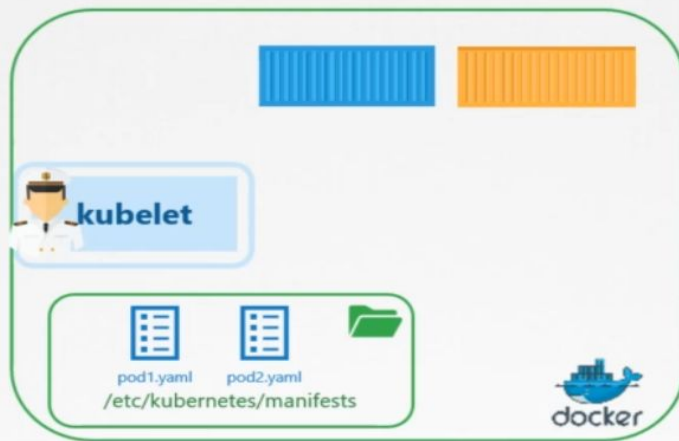 kubelet
pod1.yaml pod2.yaml
/etc/kubernetes/manifests
docker